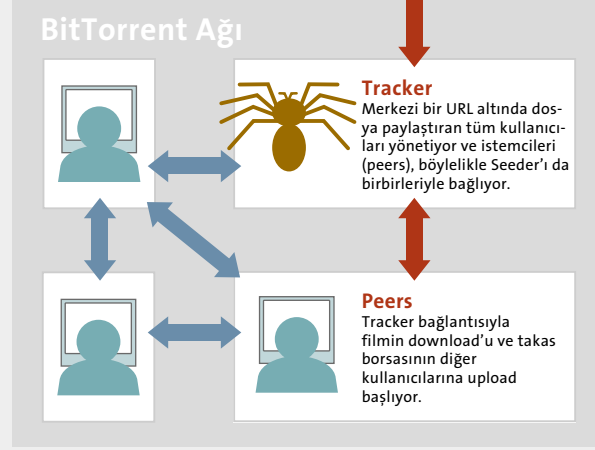 BitTorrent Ağı
Tracker
Merkezi bir URL altında dos-
ya paylaştıran tüm kullanıcı-
ları yönetiyor ve istemcileri
(peers), böylelikle Seeder’ı da
birbirleriyle bağlıyor.
Peers
Tracker bağlantısıyla
filmin download’u ve takas
borsasının diğer
kullanıcılarına upload
başlıyor.